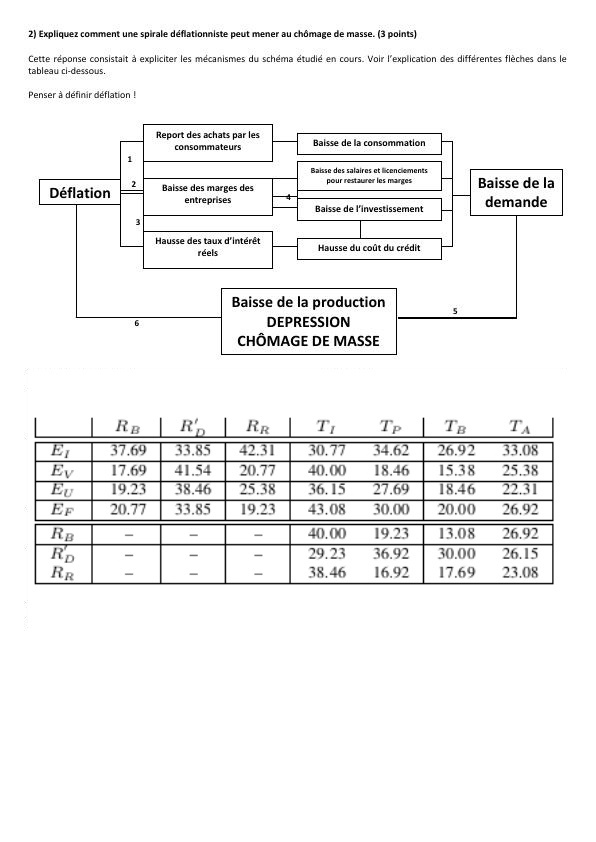 2) Expliquez comment une spirale déflationniste peut mener au chômage de masse. (3 points)
Cette réponse consistait à expliciter les mécanismes du schéma étudié en cours. Voir l'explication des différentes flèches dans le
tableau ci-dessous.
Penser à définir déflation !
Report des achats par les
consommateurs
Baisse de la consommation
1
Baisse des salaires et licenciements
pour restaurer les marges
2
Déflation
Baisse des marges des
entreprises
4
Baisse de l'investissement
Baisse de la
demande
3
Hausse des taux d'intérêt
réels
Hausse du coût du crédit
Baisse de la production
DEPRESSION
CHÔMAGE DE MASSE
5
6
R_B R'_D R_R T_I T_P T_B T_A
E_I 37.69 33.85 42.31 30.77 34.62 26.92 33.08
E_V 17.69 41.54 20.77 40.00 18.46 15.38 25.38
E_U 19.23 38.46 25.38 36.15 27.69 18.46 22.31
E_F 20.77 33.85 19.23 43.08 30.00 20.00 26.92
R_B – – – 40.00 19.23 13.08 26.92
R'_D – – – 29.23 36.92 30.00 26.15
R_R – – – 38.46 16.92 17.69 23.08